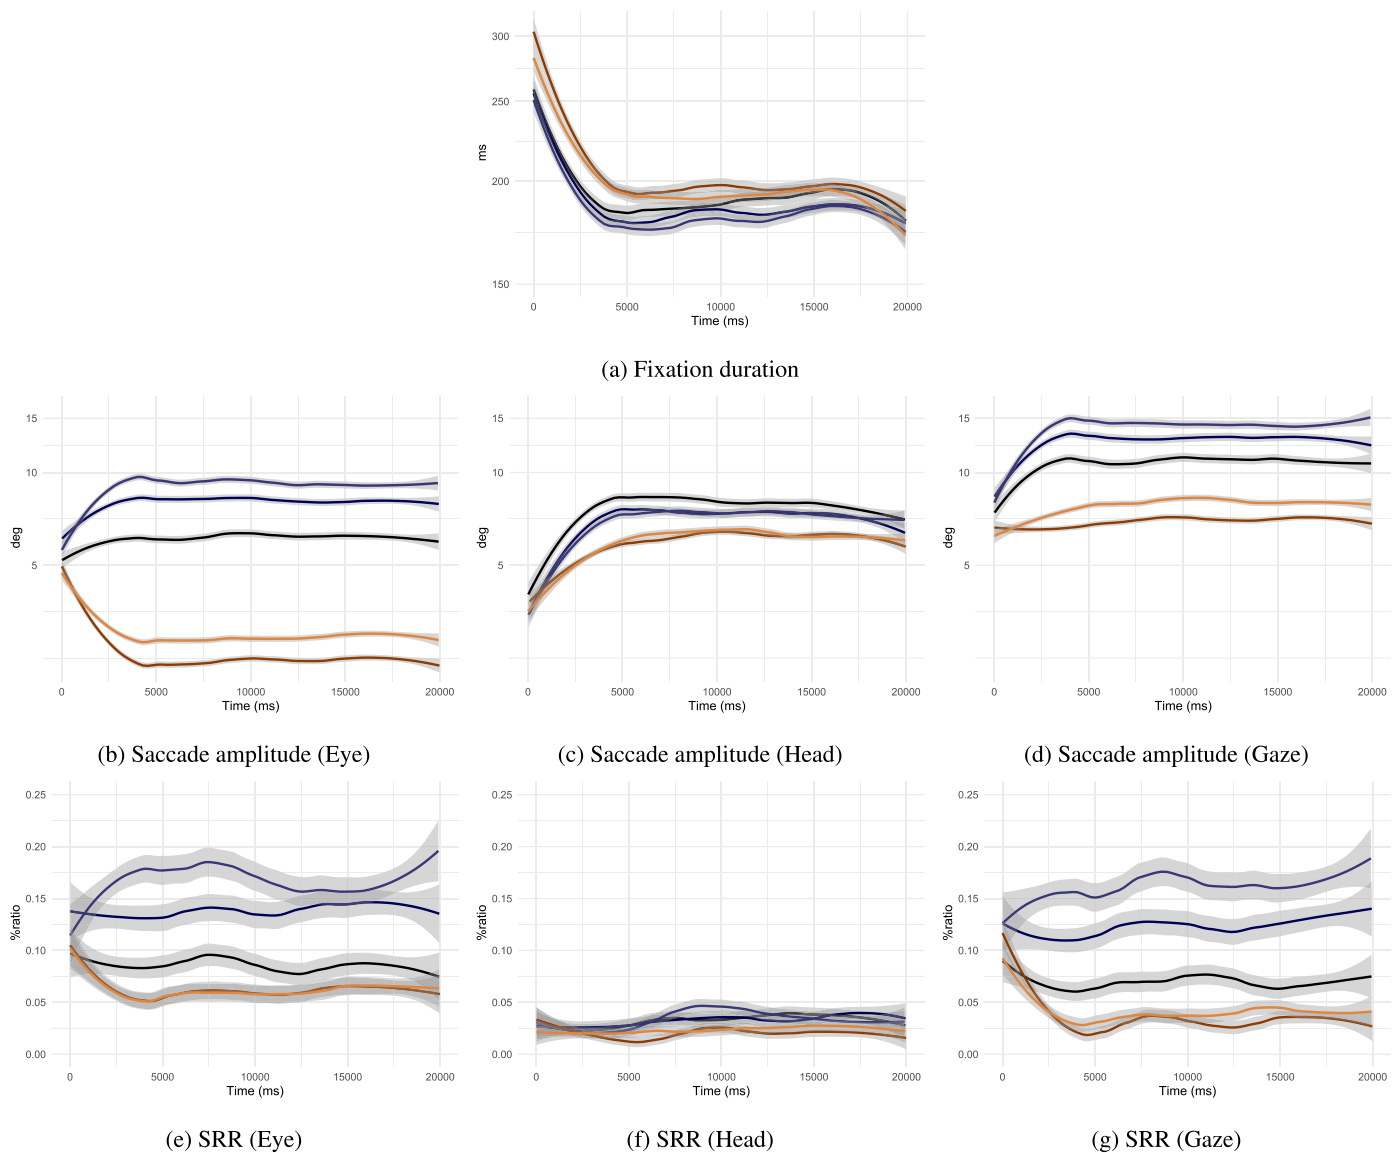 300
250
200
150
ms
0 5000 10000 15000 20000
Time (ms)
(a) Fixation duration
15
10
5
deg
0 5000 10000 15000 20000
Time (ms)
(b) Saccade amplitude (Eye)
15
10
5
deg
0 5000 10000 15000 20000
Time (ms)
(c) Saccade amplitude (Head)
15
10
5
deg
0 5000 10000 15000 20000
Time (ms)
(d) Saccade amplitude (Gaze)
0.25
0.20
0.15
0.10
0.05
0.00
%ratio
0 5000 10000 15000 20000
Time (ms)
(e) SRR (Eye)
0.25
0.20
0.15
0.10
0.05
0.00
%ratio
0 5000 10000 15000 20000
Time (ms)
(f) SRR (Head)
0.25
0.20
0.15
0.10
0.05
0.00
%ratio
0 5000 10000 15000 20000
Time (ms)
(g) SRR (Gaze)